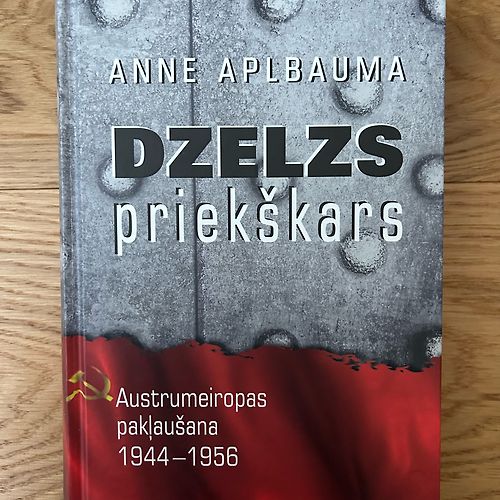 ANNE APLBAUMA
DZELZS
priekškars
Austrumeiropas
pakļaušana
1944–1956